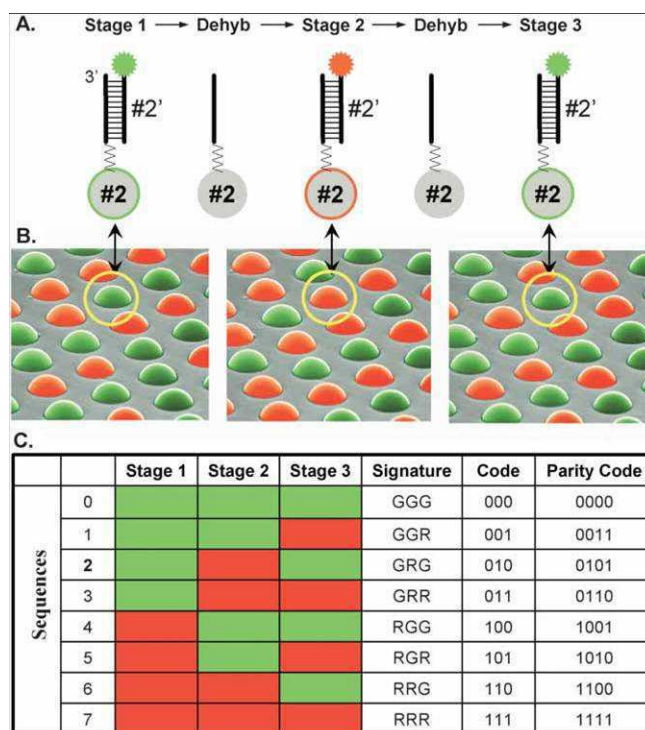 A. Stage 1 → Dehyb → Stage 2 → Dehyb → Stage 3
3' #2' #2' #2'
#2 #2 #2 #2 #2
B.
C.
Stage 1 Stage 2 Stage 3 Signature Code Parity Code
Sequences
0 GGG 000 0000
1 GGR 001 0011
2 GRG 010 0101
3 GRR 011 0110
4 RGG 100 1001
5 RGR 101 1010
6 RRG 110 1100
7 RRR 111 1111